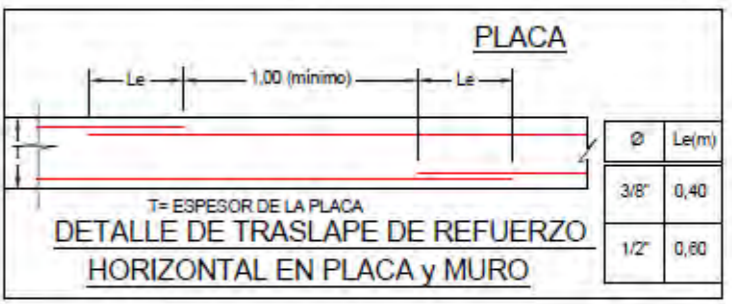 PLACA
Le 1.00 (mínimo) Le
T
Ø Le(m)
3/8" 0,40
1/2" 0,60
T= ESPESOR DE LA PLACA
DETALLE DE TRASLAPE DE REFUERZO
HORIZONTAL EN PLACA y MURO